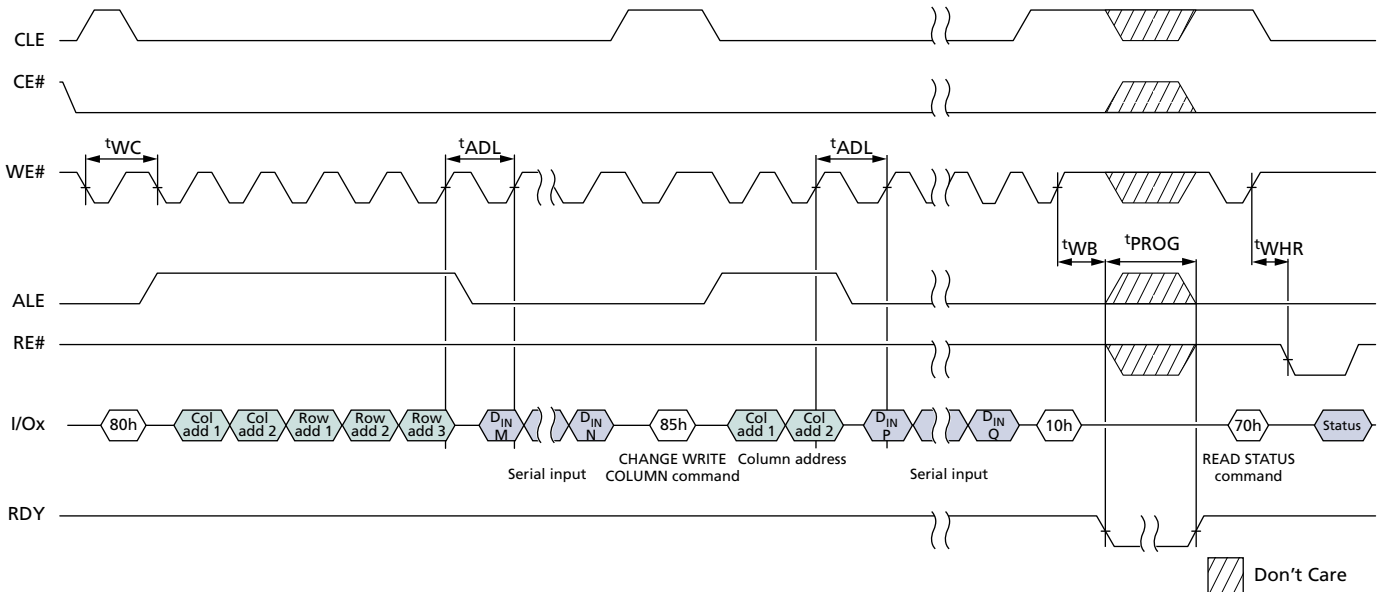 CLE
CE#
tWC
tADL
tADL
WE#
tWB
tPROG
tWHR
ALE
RE#
I/Ox
80h
Col add 1
Col add 2
Row add 1
Row add 2
Row add 3
DIN M
DIN N
85h
Col add 1
Col add 2
DIN P
DIN Q
10h
70h
Status
Serial input
CHANGE WRITE
COLUMN command
Column address
Serial input
READ STATUS
command
RDY
Don't Care